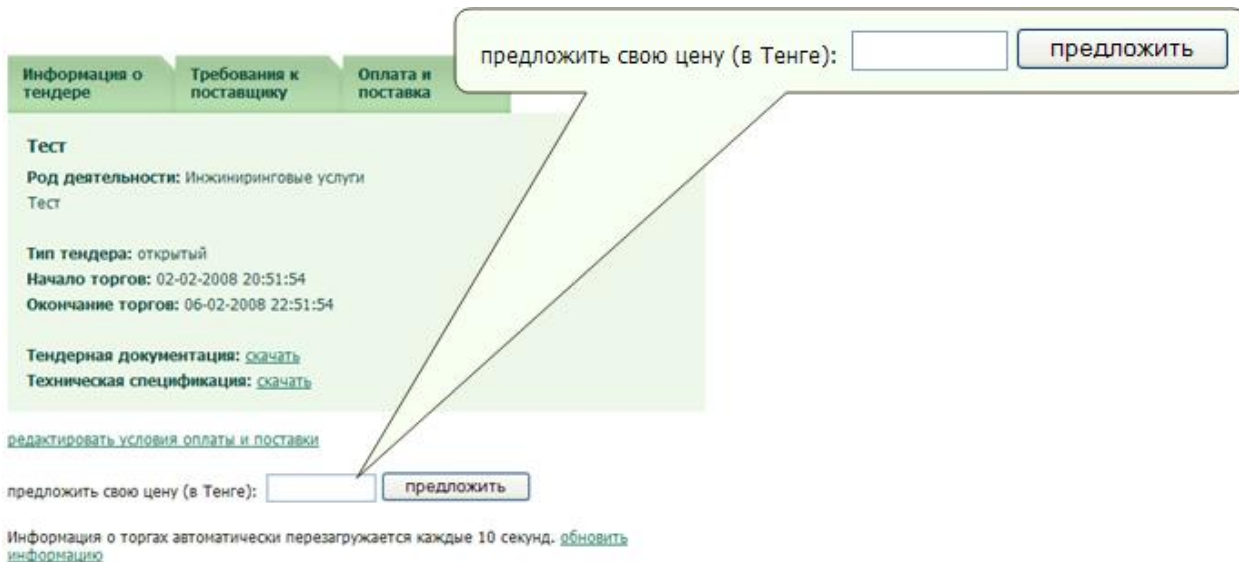 предложить свою цену (в Тенге): предложить
Информация о тендере
Требования к поставщику
Оплата и поставка
Тест
Род деятельности: Инжиниринговые услуги
Тест
Тип тендера: открытый
Начало торгов: 02-02-2008 20:51:54
Окончание торгов: 06-02-2008 22:51:54
Тендерная документация: скачать
Техническая спецификация: скачать
редактировать условия оплаты и поставки
предложить свою цену (в Тенге): предложить
Информация о торгах автоматически перезагружается каждые 10 секунд. обновить
информацию